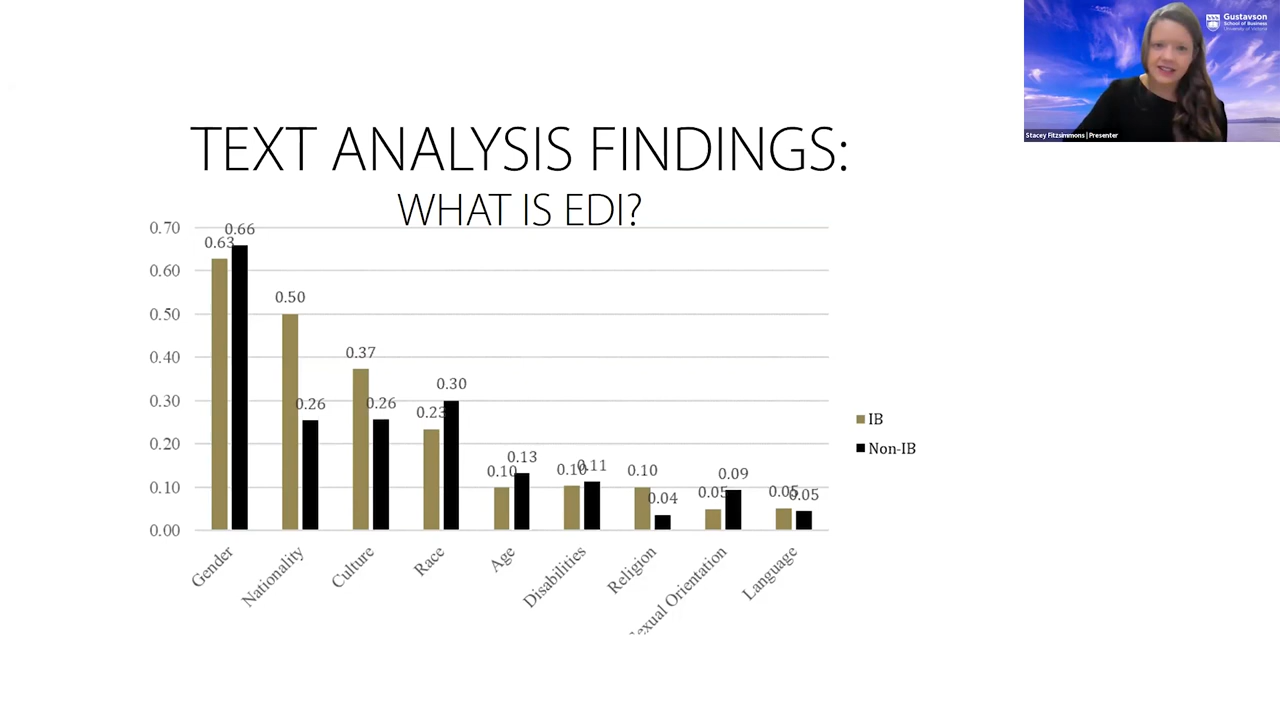 Gustavson
School of Business
University of Victoria
Stacey Fitzsimmons | Presenter
TEXT ANALYSIS FINDINGS:
WHAT IS EDI?
0.70
0.60
0.50
0.40
0.30
0.20
0.10
0.00
0.63
0.66
0.50
0.26
0.37
0.26
0.23
0.30
0.10
0.13
0.10
0.11
0.10
0.04
0.05
0.09
0.05
0.05
Gender
Nationality
Culture
Race
Age
Disabilities
Religion
Sexual Orientation
Language
IB
Non-IB